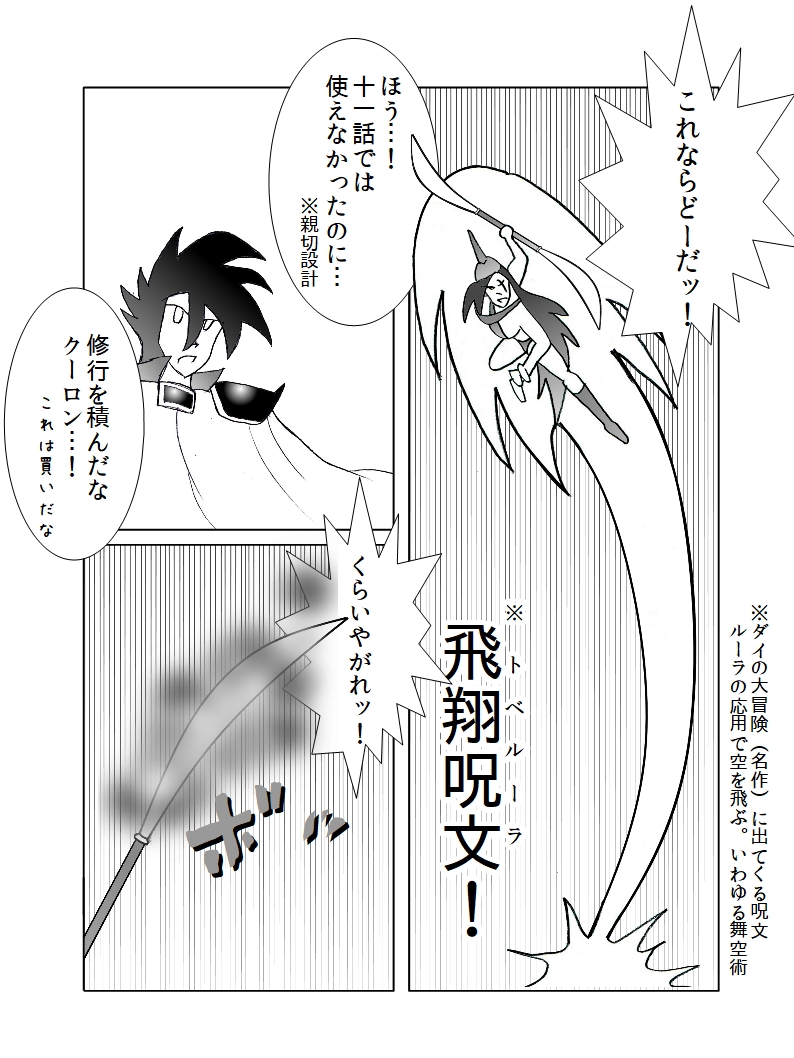 これならどーだッ！
※トベルーラ
飛翔呪文！
※ダイの大冒険（名作）に出てくる呪文
ルーラの応用で空を飛ぶ。いわゆる舞空術
ほう…！
十一話では
使えなかったのに…
※親切設計
修行を積んだな
クーロン…！
これは買いだな
くらいやがれッ！
ボッ